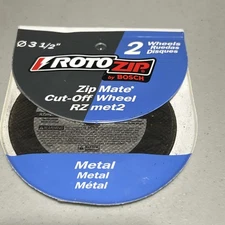 Ø 3 1/2"
ROTOZIP
by BOSCH
2 Wheels
Ruedas
Disques
Zip Mate®
Cut-Off Wheel
RZ met2
Metal
Metal
Métal